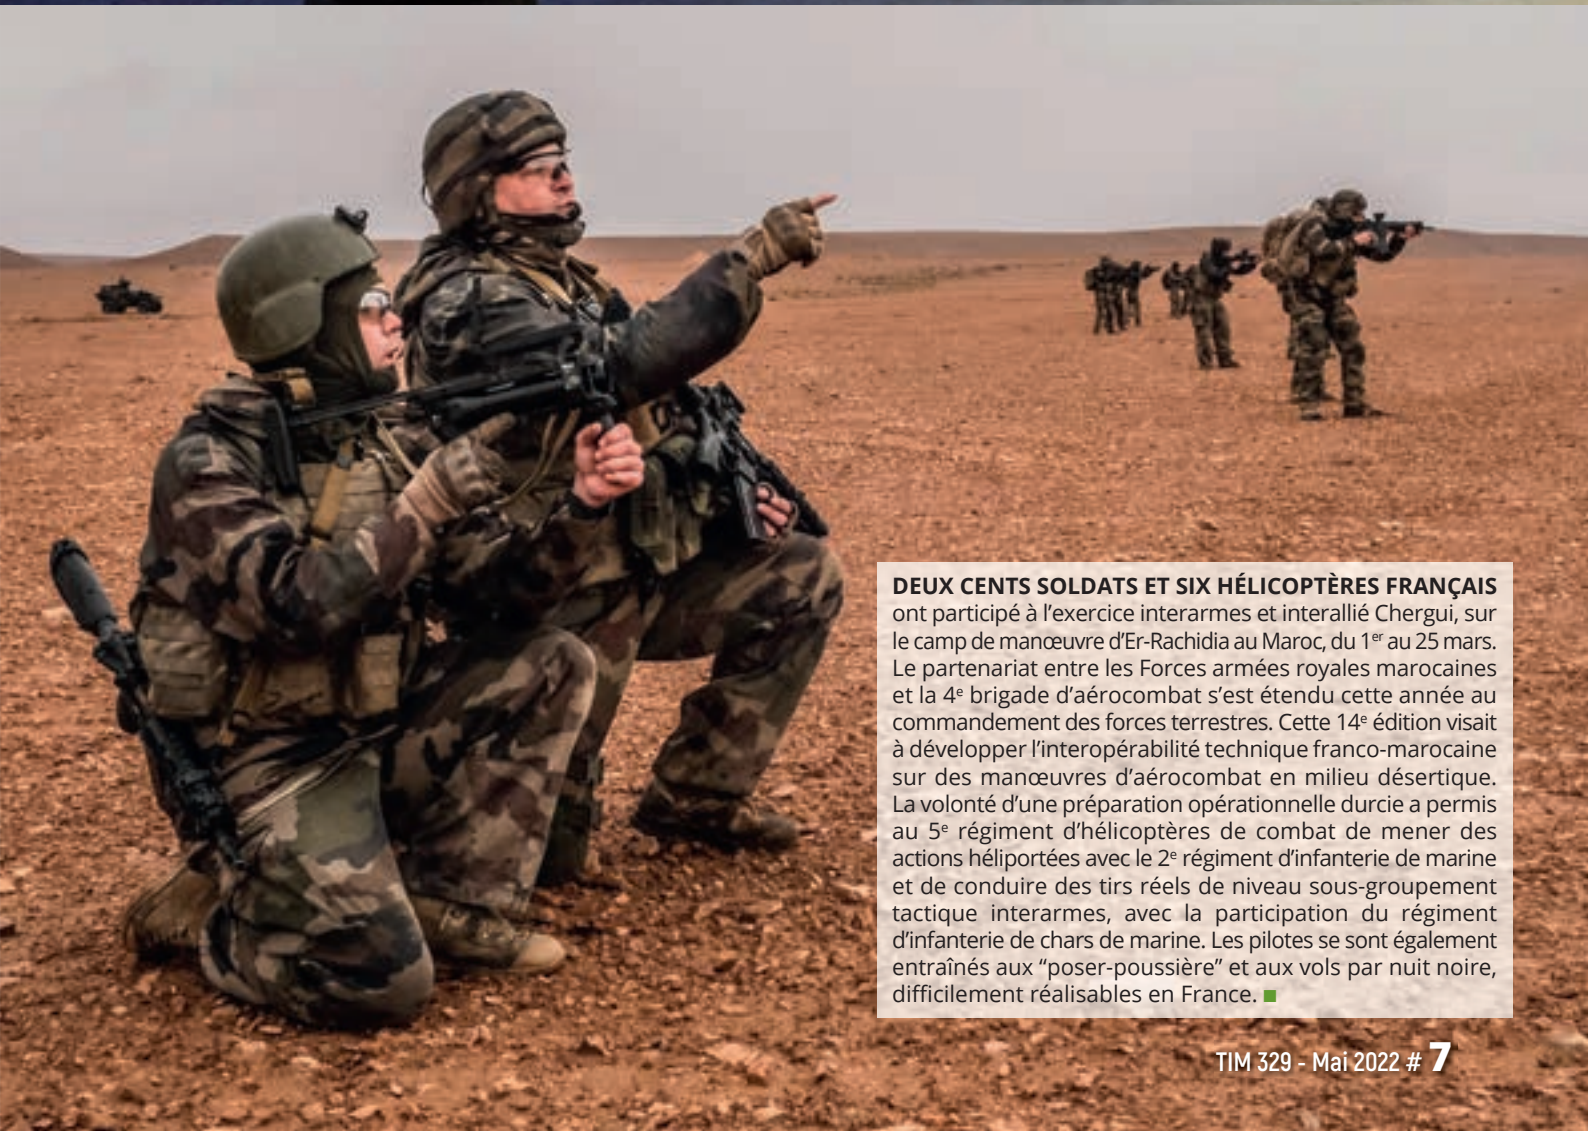 DEUX CENTS SOLDATS ET SIX HÉLICOPTÈRES FRANÇAIS
ont participé à l’exercice interarmes et interallié Chergui, sur
le camp de manœuvre d’Er-Rachidia au Maroc, du 1er au 25 mars.
Le partenariat entre les Forces armées royales marocaines
et la 4e brigade d’aérocombat s’est étendu cette année au
commandement des forces terrestres. Cette 14e édition visait
à développer l’interopérabilité technique franco-marocaine
sur des manœuvres d’aérocombat en milieu désertique.
La volonté d’une préparation opérationnelle durcie a permis
au 5e régiment d’hélicoptères de combat de mener des
actions héliportées avec le 2e régiment d’infanterie de marine
et de conduire des tirs réels de niveau sous-groupement
tactique interarmes, avec la participation du régiment
d’infanterie de chars de marine. Les pilotes se sont également
entraînés aux “poser-poussière” et aux vols par nuit noire,
difficilement réalisables en France. ■
TIM 329 - Mai 2022 # 7